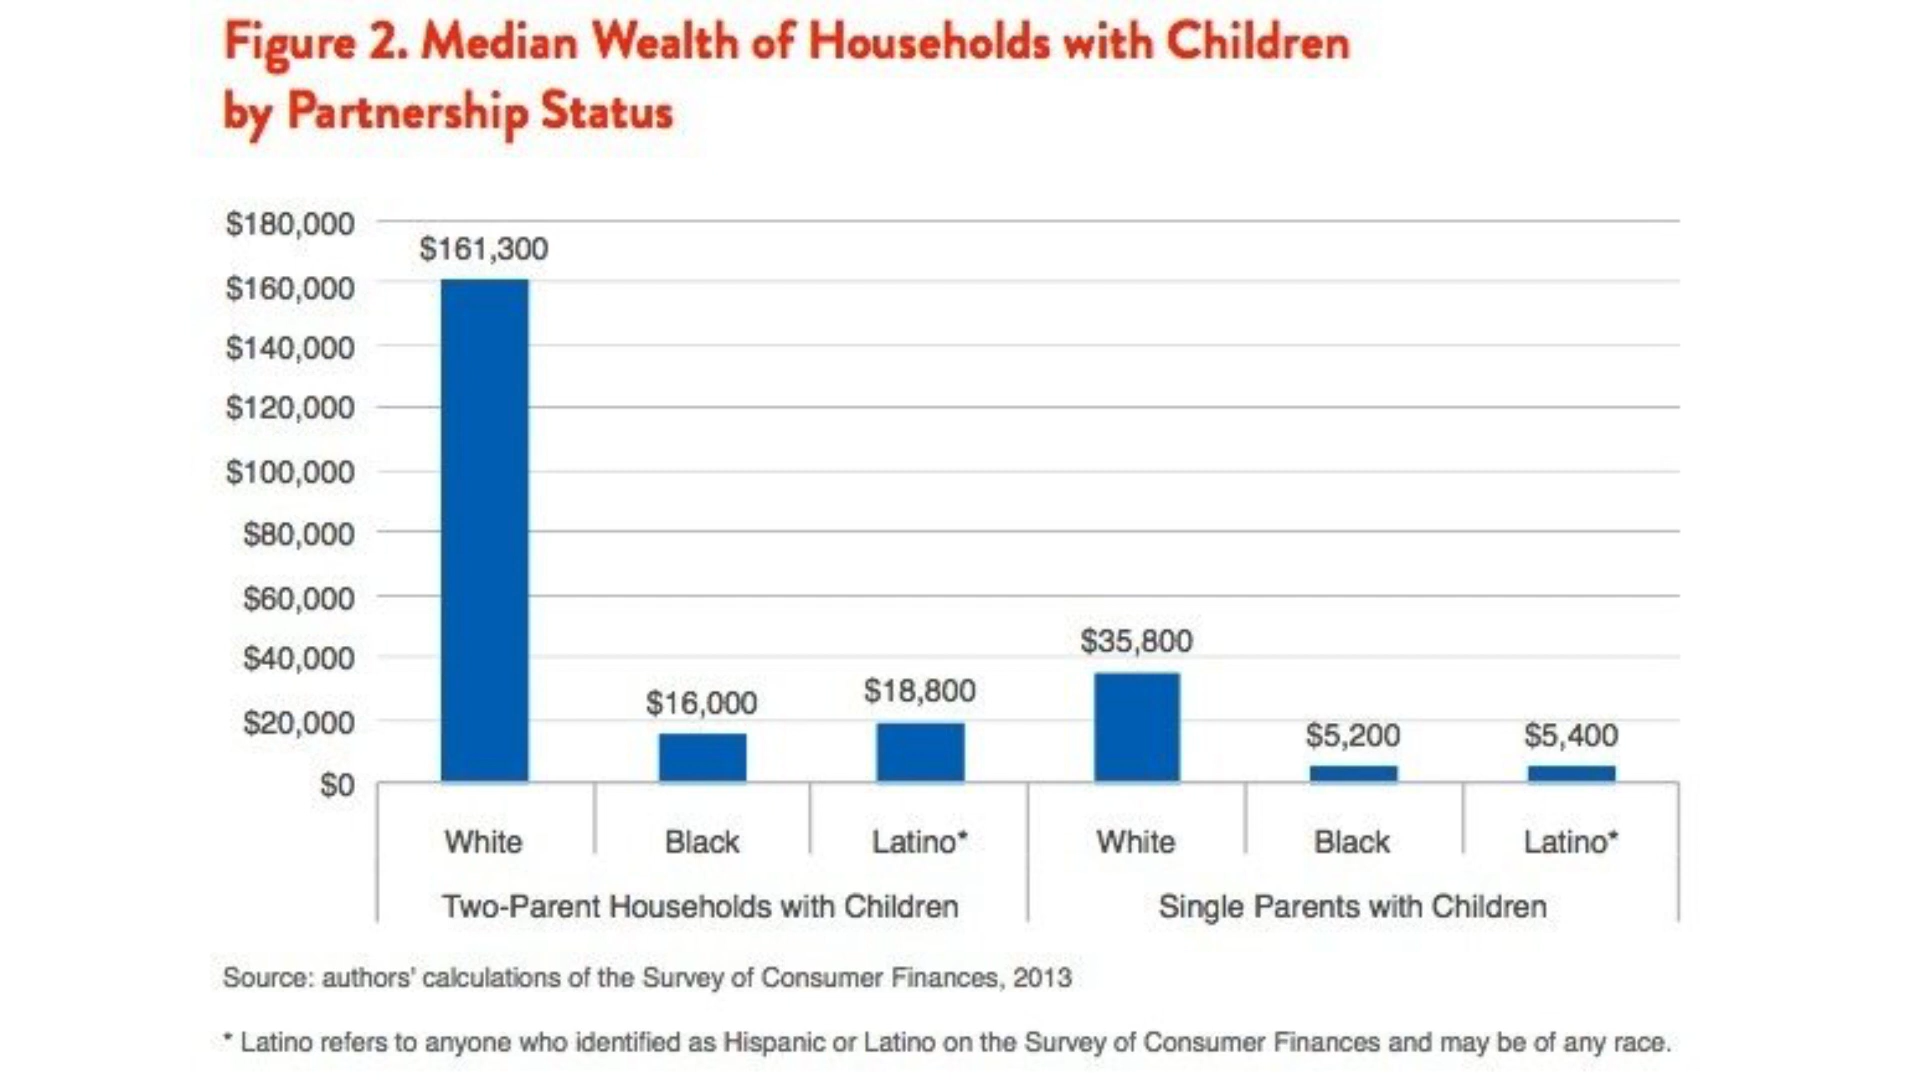 Figure 2. Median Wealth of Households with Children
by Partnership Status
$180,000
$161,300
$160,000
$140,000
$120,000
$100,000
$80,000
$60,000
$35,800
$40,000
$18,800
$16,000
$20,000
$5,200
$5,400
$0
White
Black
Latino*
White
Black
Latino*
Two-Parent Households with Children
Single Parents with Children
Source: authors' calculations of the Survey of Consumer Finances, 2013
* Latino refers to anyone who identified as Hispanic or Latino on the Survey of Consumer Finances and may be of any race.